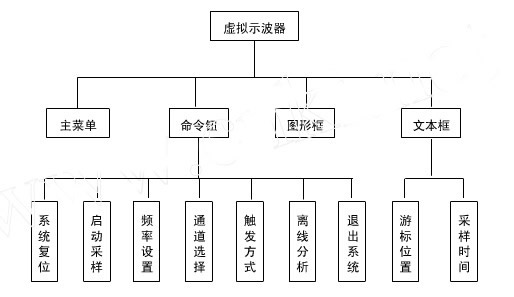 虚拟示波器
主菜单
命令钮
图形框
文本框
系统复位
启动采样
频率设置
通道选择
触发方式
离线分析
退出系统
游标位置
采样时间